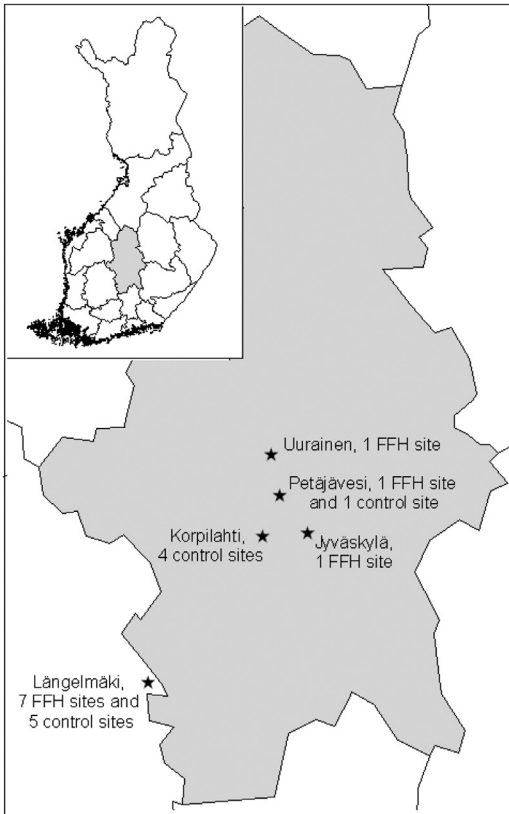 Uurainen, 1 FFH site
Petäjävesi, 1 FFH site
and 1 control site
Korpilahti,
4 control sites
Jyväskylä,
1 FFH site
Längelmäki,
7 FFH sites and
5 control sites